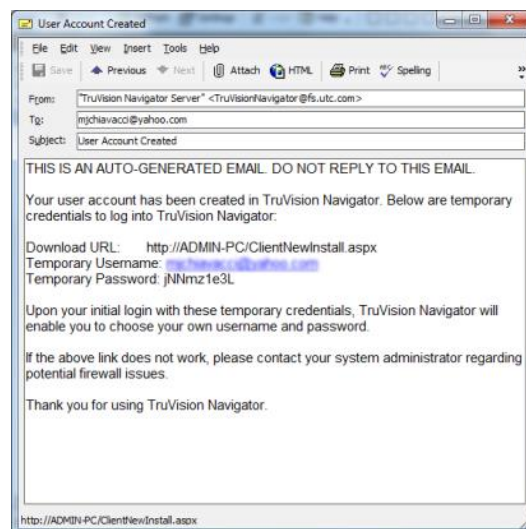 User Account Created
File Edit View Insert Tools Help
Save Previous Next Attach HTML Print Spelling »
From: "TruVision Navigator Server" <TruVisionNavigator@fs.utc.com>
To: mjchiavacci@yahoo.com
Subject: User Account Created
THIS IS AN AUTO-GENERATED EMAIL. DO NOT REPLY TO THIS EMAIL.
Your user account has been created in TruVision Navigator. Below are temporary
credentials to log into TruVision Navigator:
Download URL: http://ADMIN-PC/ClientNewInstall.aspx
Temporary Username: mjchiavacci@yahoo.com
Temporary Password: jNNmz1e3L
Upon your initial login with these temporary credentials, TruVision Navigator will
enable you to choose your own username and password.
If the above link does not work, please contact your system administrator regarding
potential firewall issues.
Thank you for using TruVision Navigator.
http://ADMIN-PC/ClientNewInstall.aspx